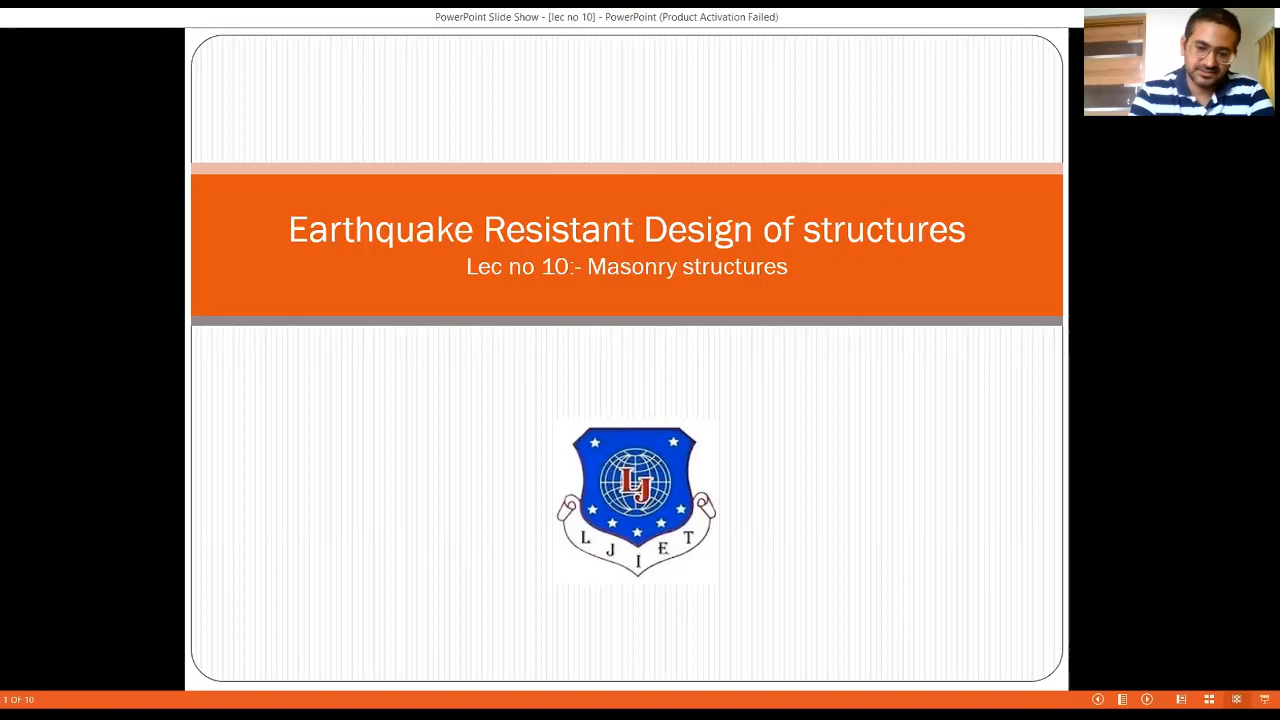 PowerPoint Slide Show - [lec no 10] - PowerPoint (Product Activation Failed)
Earthquake Resistant Design of structures
Lec no 10:- Masonry structures
LJ
L J I E T
1 OF 10